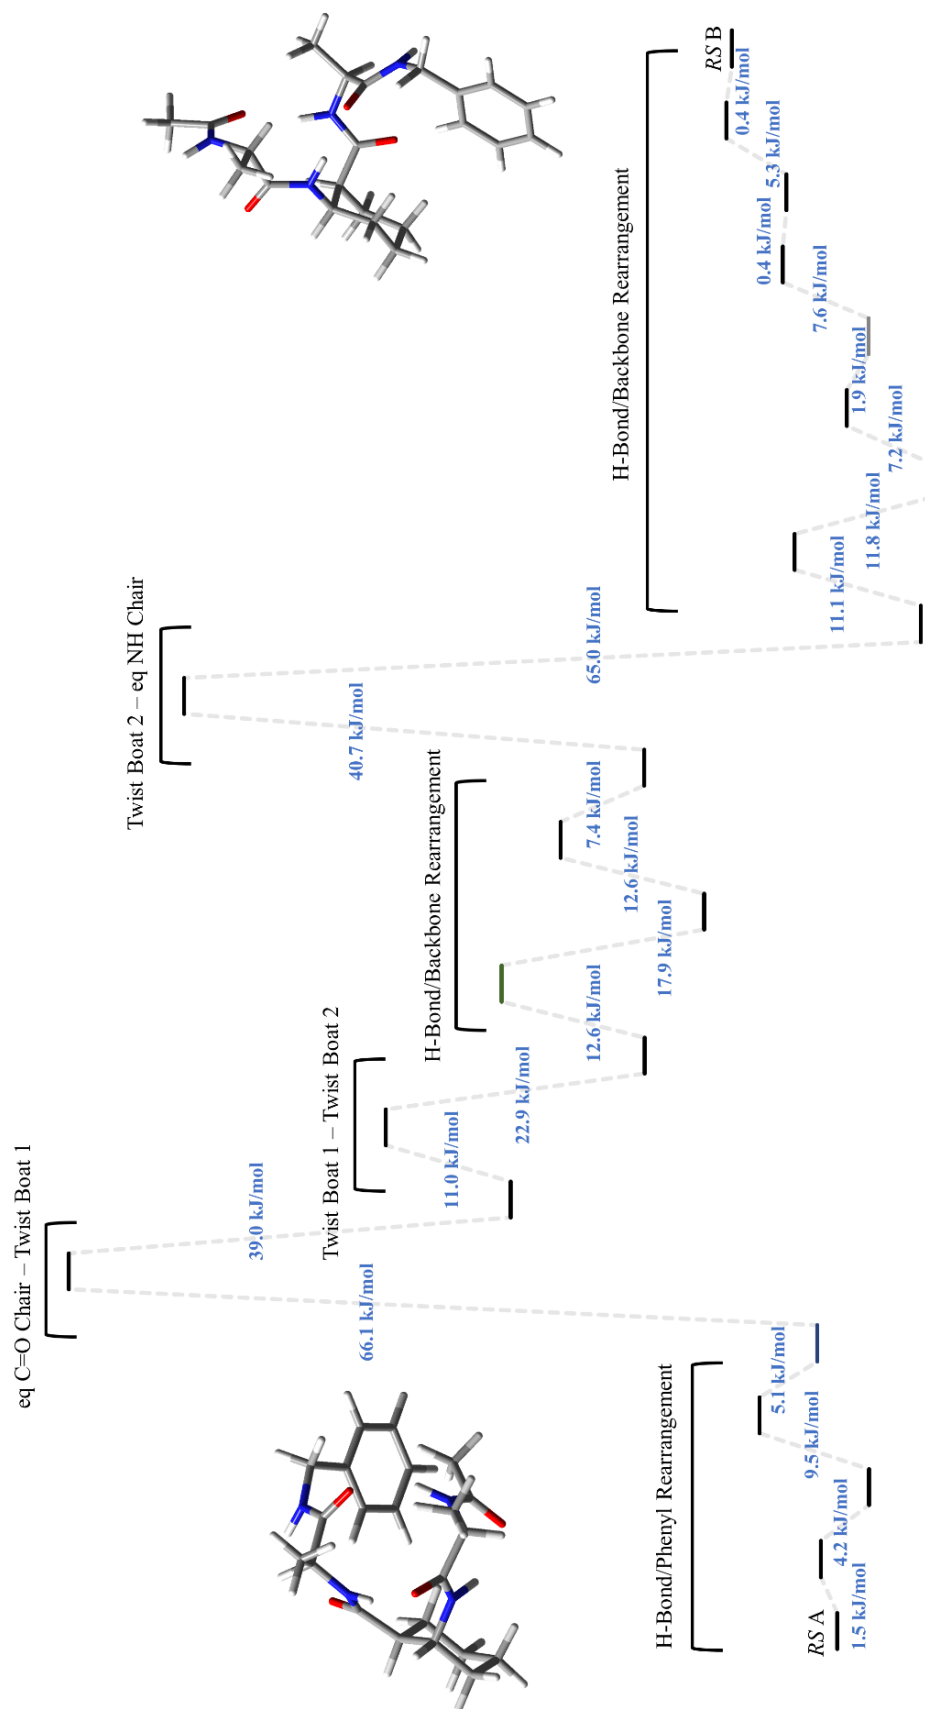 RS A
H-Bond/Phenyl Rearrangement
1.5 kJ/mol
4.2 kJ/mol
9.5 kJ/mol
5.1 kJ/mol
66.1 kJ/mol
eq C=O Chair – Twist Boat 1
39.0 kJ/mol
11.0 kJ/mol
Twist Boat 1 – Twist Boat 2
22.9 kJ/mol
12.6 kJ/mol
H-Bond/Backbone Rearrangement
17.9 kJ/mol
12.6 kJ/mol
7.4 kJ/mol
40.7 kJ/mol
Twist Boat 2 – eq NH Chair
65.0 kJ/mol
11.1 kJ/mol
11.8 kJ/mol
7.2 kJ/mol
H-Bond/Backbone Rearrangement
1.9 kJ/mol
7.6 kJ/mol
0.4 kJ/mol
5.3 kJ/mol
0.4 kJ/mol
RS B